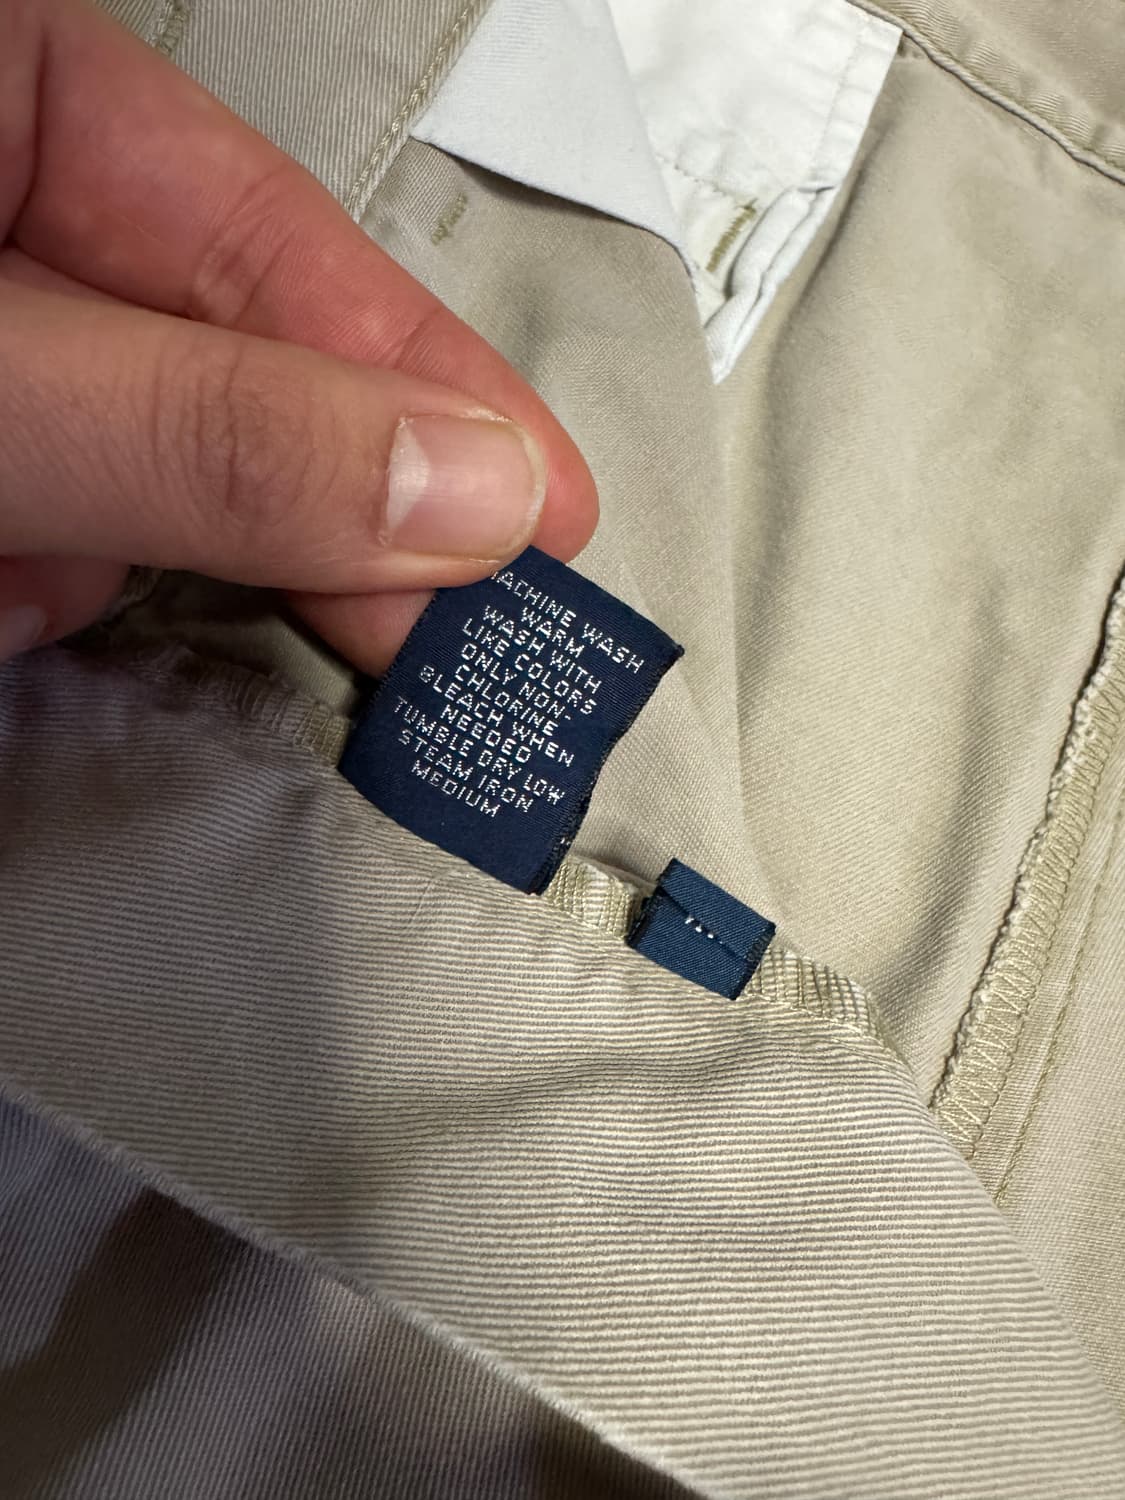 MACHINE WASH
WARM
WASH WITH
LIKE COLORS
ONLY NON-
CHLORINE
BLEACH WHEN
NEEDED
TUMBLE DRY LOW
STEAM IRON
MEDIUM